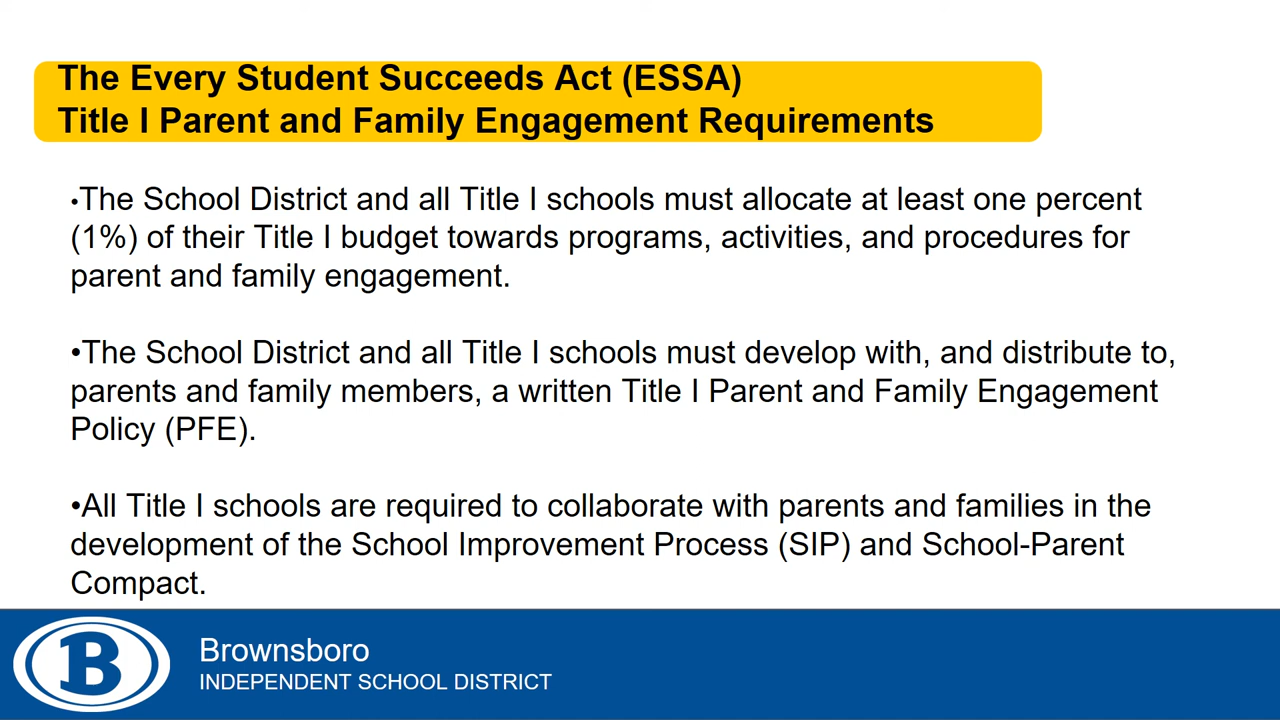 The Every Student Succeeds Act (ESSA)
Title I Parent and Family Engagement Requirements
•The School District and all Title I schools must allocate at least one percent
(1%) of their Title I budget towards programs, activities, and procedures for
parent and family engagement.
•The School District and all Title I schools must develop with, and distribute to,
parents and family members, a written Title I Parent and Family Engagement
Policy (PFE).
•All Title I schools are required to collaborate with parents and families in the
development of the School Improvement Process (SIP) and School-Parent
Compact.
B
Brownsboro
INDEPENDENT SCHOOL DISTRICT